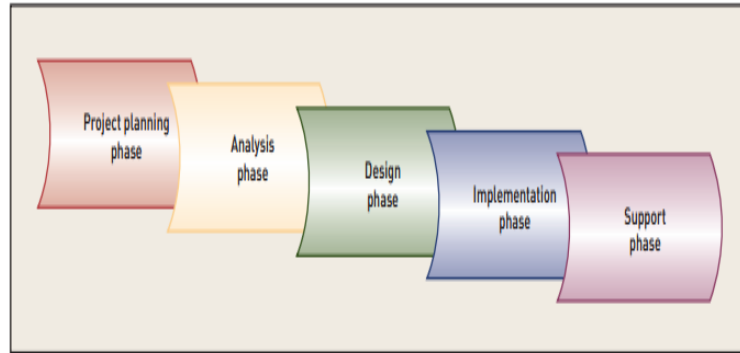 Project planning
phase
Analysis
phase
Design
phase
Implementation
phase
Support
phase